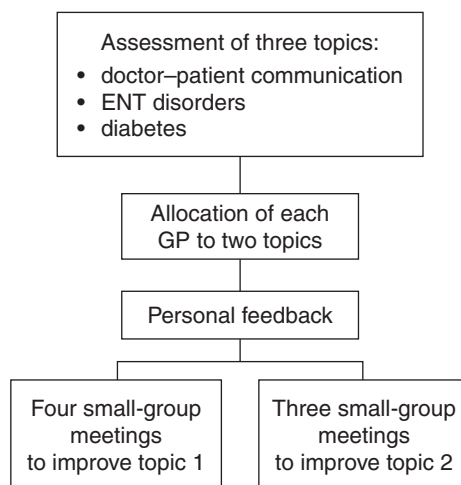 Assessment of three topics:
• doctor–patient communication
• ENT disorders
• diabetes
Allocation of each
GP to two topics
Personal feedback
Four small-group
meetings
to improve topic 1
Three small-group
meetings
to improve topic 2